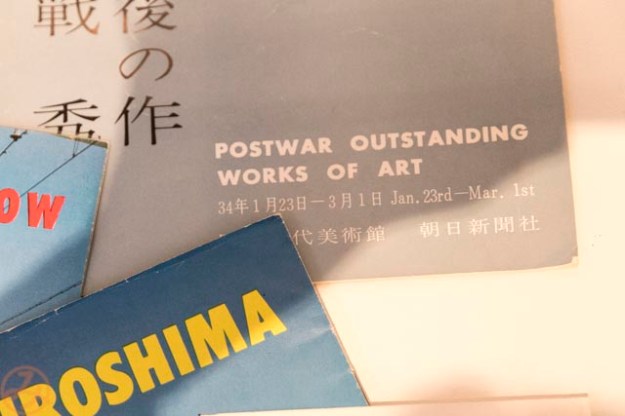 戦後
の
秀作
POSTWAR OUTSTANDING
WORKS OF ART
34年1月23日—3月1日 Jan. 23rd—Mar. 1st
代美術館 朝日新聞社
OW
IROSHIMA